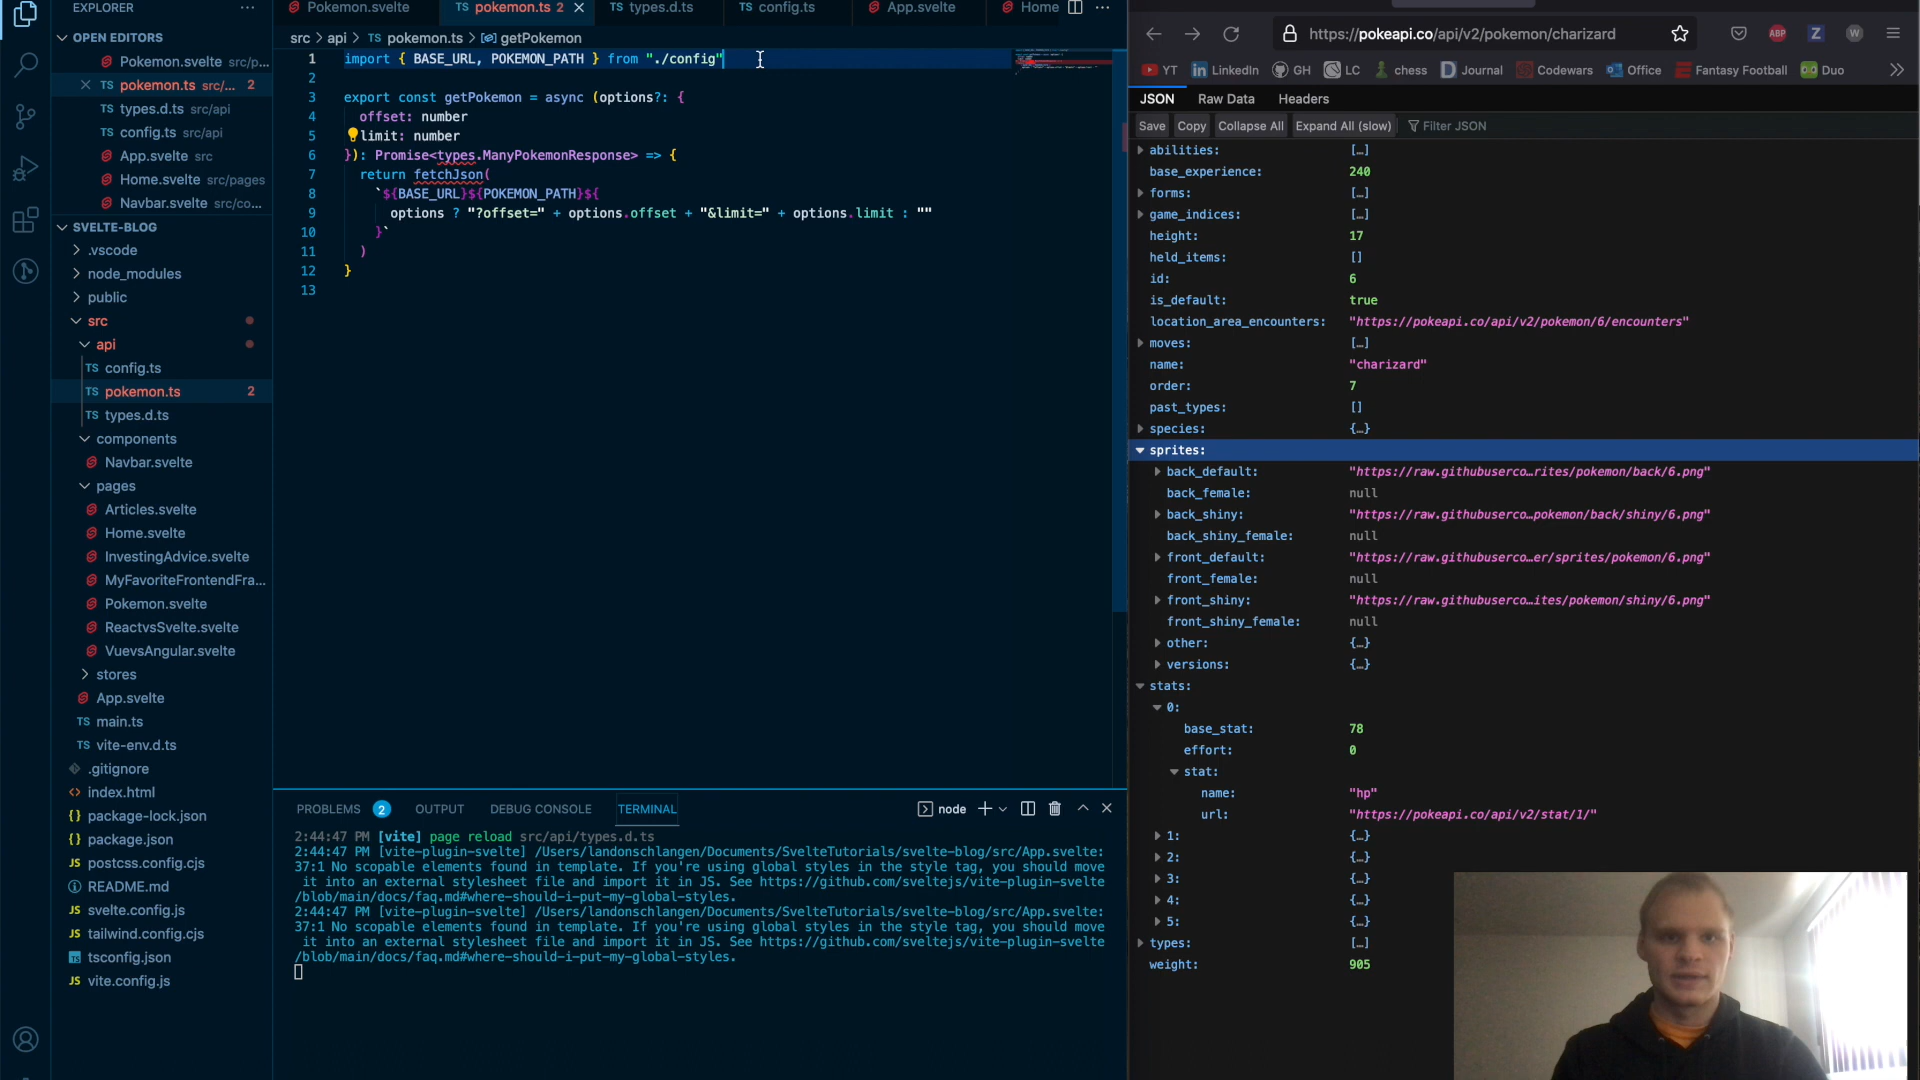 EXPLORER
OPEN EDITORS
Pokemon.svelte src/p...
TS pokemon.ts src/... 2
TS types.d.ts src/api
TS config.ts src/api
App.svelte src
Home.svelte src/pages
Navbar.svelte src/co...
SVELTE-BLOG
.vscode
node_modules
public
src
api
TS config.ts
TS pokemon.ts 2
TS types.d.ts
components
Navbar.svelte
pages
Articles.svelte
Home.svelte
InvestingAdvice.svelte
MyFavoriteFrontendFra...
Pokemon.svelte
ReactvsSvelte.svelte
VuevsAngular.svelte
stores
App.svelte
TS main.ts
TS vite-env.d.ts
.gitignore
<> index.html
{} package-lock.json
{} package.json
JS postcss.config.cjs
README.md
JS svelte.config.js
JS tailwind.config.cjs
TS tsconfig.json
JS vite.config.js
Pokemon.svelte TS pokemon.ts 2 TS types.d.ts TS config.ts App.svelte Home
src > api > TS pokemon.ts > getPokemon
1 import { BASE_URL, POKEMON_PATH } from "./config"
2
3 export const getPokemon = async (options?: {
4 offset: number
5 limit: number
6 }): Promise<types.ManyPokemonResponse> => {
7 return fetchJson(
8 `${BASE_URL}${POKEMON_PATH}${
9 options ? "?offset=" + options.offset + "&limit=" + options.limit : ""
10 }`
11 )
12 }
13
PROBLEMS 2 OUTPUT DEBUG CONSOLE TERMINAL node
2:44:47 PM [vite] page reload src/api/types.d.ts
2:44:47 PM [vite-plugin-svelte] /Users/landonschlangen/Documents/SvelteTutorials/svelte-blog/src/App.svelte:
37:1 No scopable elements found in template. If you're using global styles in the style tag, you should move
it into an external stylesheet file and import it in JS. See https://github.com/sveltejs/vite-plugin-svelte
/blob/main/docs/faq.md#where-should-i-put-my-global-styles.
2:44:47 PM [vite-plugin-svelte] /Users/landonschlangen/Documents/SvelteTutorials/svelte-blog/src/App.svelte:
37:1 No scopable elements found in template. If you're using global styles in the style tag, you should move
it into an external stylesheet file and import it in JS. See https://github.com/sveltejs/vite-plugin-svelte
/blob/main/docs/faq.md#where-should-i-put-my-global-styles.
https://pokeapi.co/api/v2/pokemon/charizard ABP Z W
YT LinkedIn GH LC chess Journal Codewars Office Fantasy Football Duo
JSON Raw Data Headers
Save Copy Collapse All Expand All (slow) Filter JSON
abilities: […]
base_experience: 240
forms: […]
game_indices: […]
height: 17
held_items: []
id: 6
is_default: true
location_area_encounters: "https://pokeapi.co/api/v2/pokemon/6/encounters"
moves: […]
name: "charizard"
order: 7
past_types: []
species: {…}
sprites:
back_default: "https://raw.githubuserco…rites/pokemon/back/6.png"
back_female: null
back_shiny: "https://raw.githubuserco…pokemon/back/shiny/6.png"
back_shiny_female: null
front_default: "https://raw.githubuserco…er/sprites/pokemon/6.png"
front_female: null
front_shiny: "https://raw.githubuserco…ites/pokemon/shiny/6.png"
front_shiny_female: null
other: {…}
versions: {…}
stats:
0:
base_stat: 78
effort: 0
stat:
name: "hp"
url: "https://pokeapi.co/api/v2/stat/1/"
1: {…}
2: {…}
3: {…}
4: {…}
5: {…}
types: […]
weight: 905